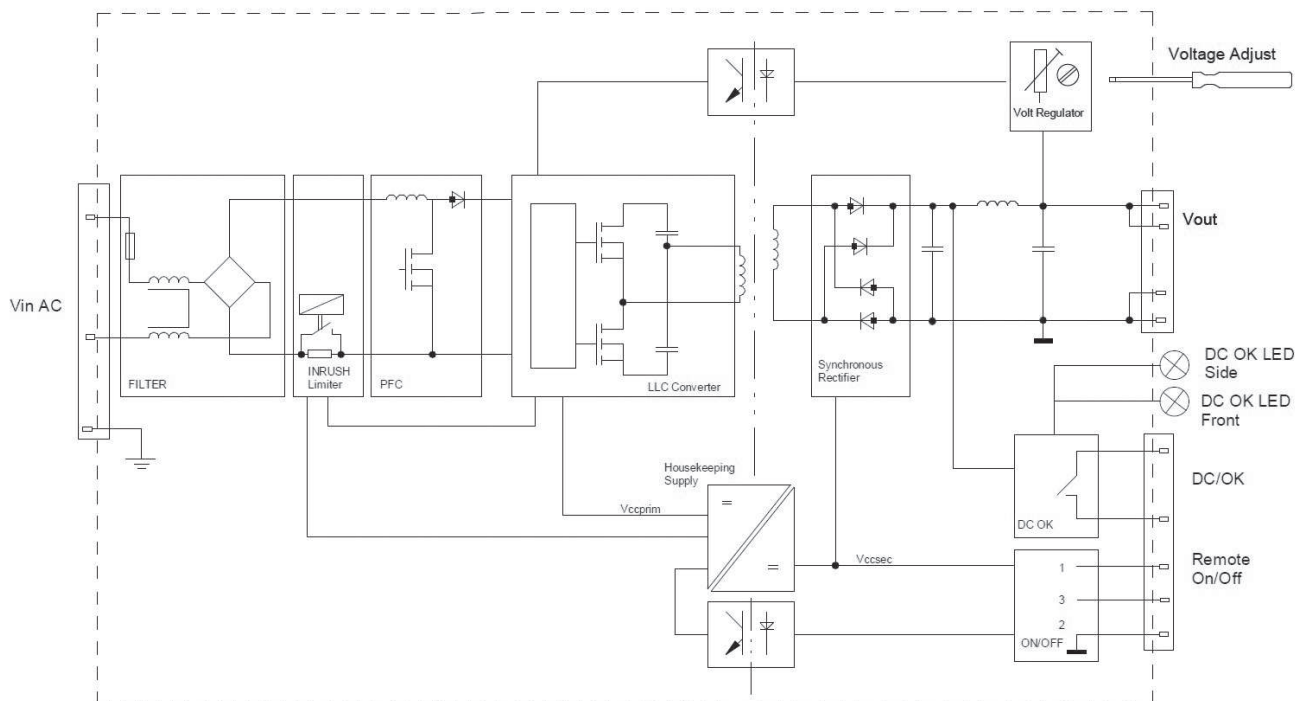 Voltage Adjust
Volt Regulator
Vin AC
Vout
FILTER
INRUSH
Limiter
PFC
LLC Converter
Synchronous
Rectifier
DC OK LED
Side
DC OK LED
Front
Housekeeping
Supply
Vccprim
DC OK
DC/OK
Vccsec
1
3
2
ON/OFF
Remote
On/Off